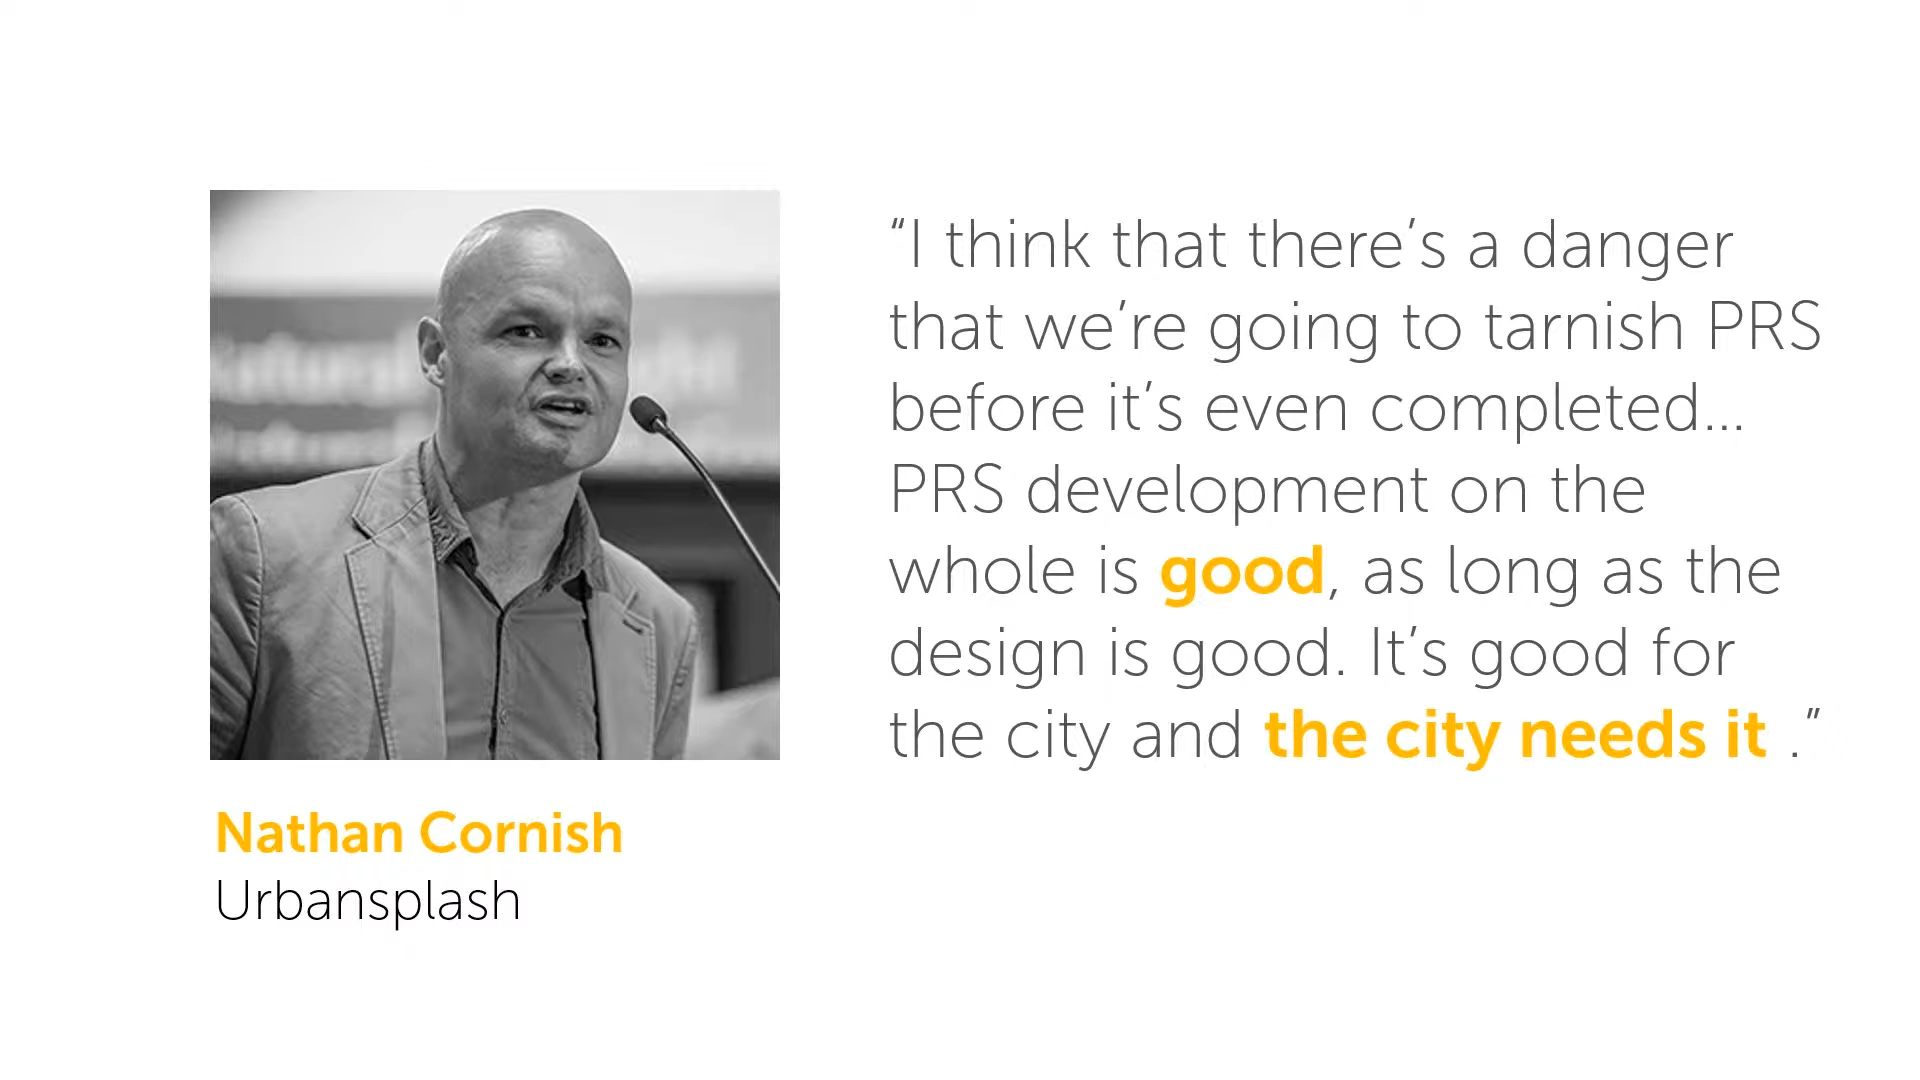 “I think that there’s a danger
that we’re going to tarnish PRS
before it’s even completed...
PRS development on the
whole is good, as long as the
design is good. It’s good for
the city and the city needs it .”
Nathan Cornish
Urbansplash